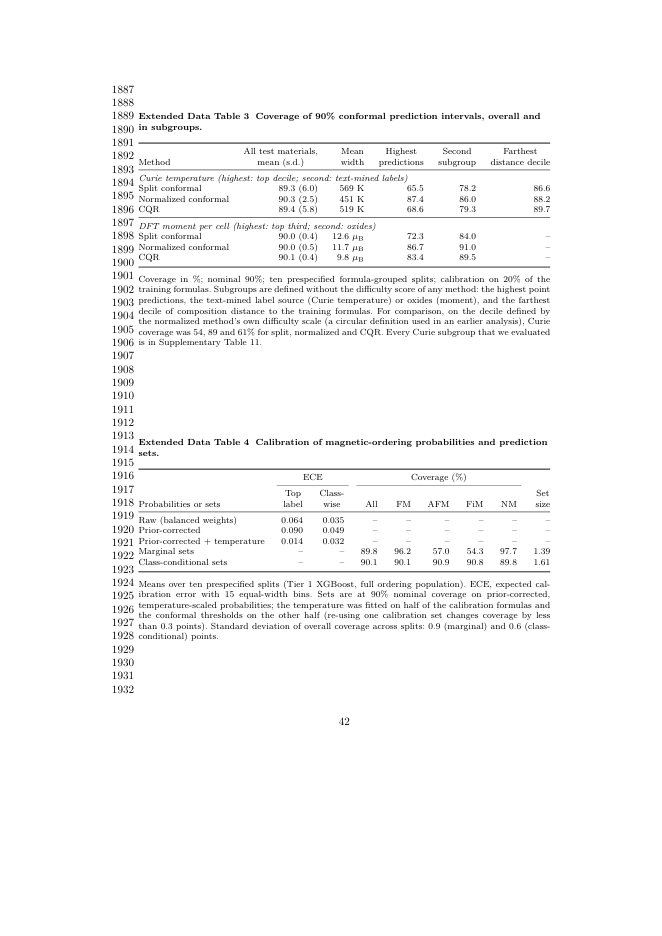 1887
1888
1889 Extended Data Table 3 Coverage of 90% conformal prediction intervals, overall and
1890 in subgroups.
1891
1892 All test materials, Mean Highest Second Farthest
1893 Method mean (s.d.) width predictions subgroup distance decile
1894 Curie temperature (highest: top decile; second: text-mined labels)
Split conformal 89.3 (6.0) 569 K 65.5 78.2 86.6
1895 Normalized conformal 90.3 (2.5) 451 K 87.4 86.0 88.2
1896 CQR 89.4 (5.8) 519 K 68.6 79.3 89.7
1897 DFT moment per cell (highest: top third; second: oxides)
1898 Split conformal 90.0 (0.4) 12.6 μB 72.3 84.0 –
1899 Normalized conformal 90.0 (0.5) 11.7 μB 86.7 91.0 –
1900 CQR 90.1 (0.4) 9.8 μB 83.4 89.5 –
1901 Coverage in %; nominal 90%; ten prespecified formula-grouped splits; calibration on 20% of the
1902 training formulas. Subgroups are defined without the difficulty score of any method: the highest point
1903 predictions, the text-mined label source (Curie temperature) or oxides (moment), and the farthest
1904 decile of composition distance to the training formulas. For comparison, on the decile defined by
1905 the normalized method's own difficulty scale (a circular definition used in an earlier analysis), Curie
coverage was 54, 89 and 61% for split, normalized and CQR. Every Curie subgroup that we evaluated
1906 is in Supplementary Table 11.
1907
1908
1909
1910
1911
1912
1913 Extended Data Table 4 Calibration of magnetic-ordering probabilities and prediction
1914 sets.
1915
1916 ECE Coverage (%)
1917 Top Class- Set
1918 Probabilities or sets label wise All FM AFM FiM NM size
1919 Raw (balanced weights) 0.064 0.035 – – – – – –
1920 Prior-corrected 0.090 0.049 – – – – – –
1921 Prior-corrected + temperature 0.014 0.032 – – – – – –
1922 Marginal sets – – 89.8 96.2 57.0 54.3 97.7 1.39
1923 Class-conditional sets – – 90.1 90.1 90.9 90.8 89.8 1.61
1924 Means over ten prespecified splits (Tier 1 XGBoost, full ordering population). ECE, expected cal-
1925 ibration error with 15 equal-width bins. Sets are at 90% nominal coverage on prior-corrected,
1926 temperature-scaled probabilities; the temperature was fitted on half of the calibration formulas and
1927 the conformal thresholds on the other half (re-using one calibration set changes coverage by less
than 0.3 points). Standard deviation of overall coverage across splits: 0.9 (marginal) and 0.6 (class-
1928 conditional) points.
1929
1930
1931
1932
42